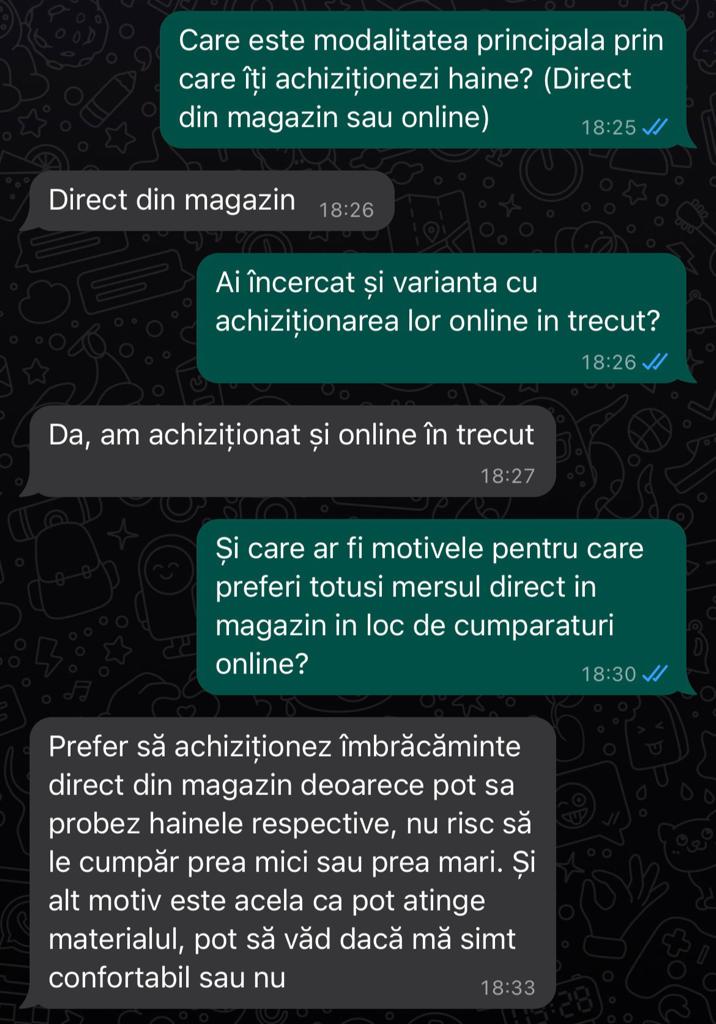 Care este modalitatea principala prin
care îți achiziționezi haine? (Direct
din magazin sau online)
18:25
Direct din magazin
18:26
Ai încercat și varianta cu
achiziționarea lor online in trecut?
18:26
Da, am achiziționat și online în trecut
18:27
Și care ar fi motivele pentru care
preferi totusi mersul direct in
magazin in loc de cumparaturi
online?
18:30
Prefer să achiziționez îmbrăcăminte
direct din magazin deoarece pot sa
probez hainele respective, nu risc să
le cumpăr prea mici sau prea mari. Și
alt motiv este acela ca pot atinge
materialul, pot să văd dacă mă simt
confortabil sau nu
18:33